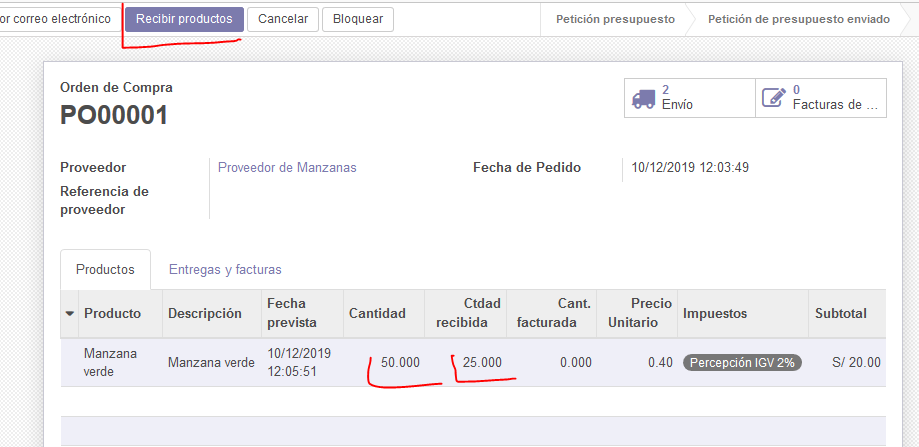 or correo electrónico Recibir productos Cancelar Bloquear Petición presupuesto Petición de presupuesto enviado
Orden de Compra
PO00001
2
Envío
0
Facturas de ...
Proveedor Proveedor de Manzanas Fecha de Pedido 10/12/2019 12:03:49
Referencia de
proveedor
Productos Entregas y facturas
Producto Descripción Fecha
prevista Cantidad Ctdad
recibida Cant.
facturada Precio
Unitario Impuestos Subtotal
Manzana
verde Manzana verde 10/12/2019
12:05:51 50.000 25.000 0.000 0.40 Percepción IGV 2% S/ 20.00